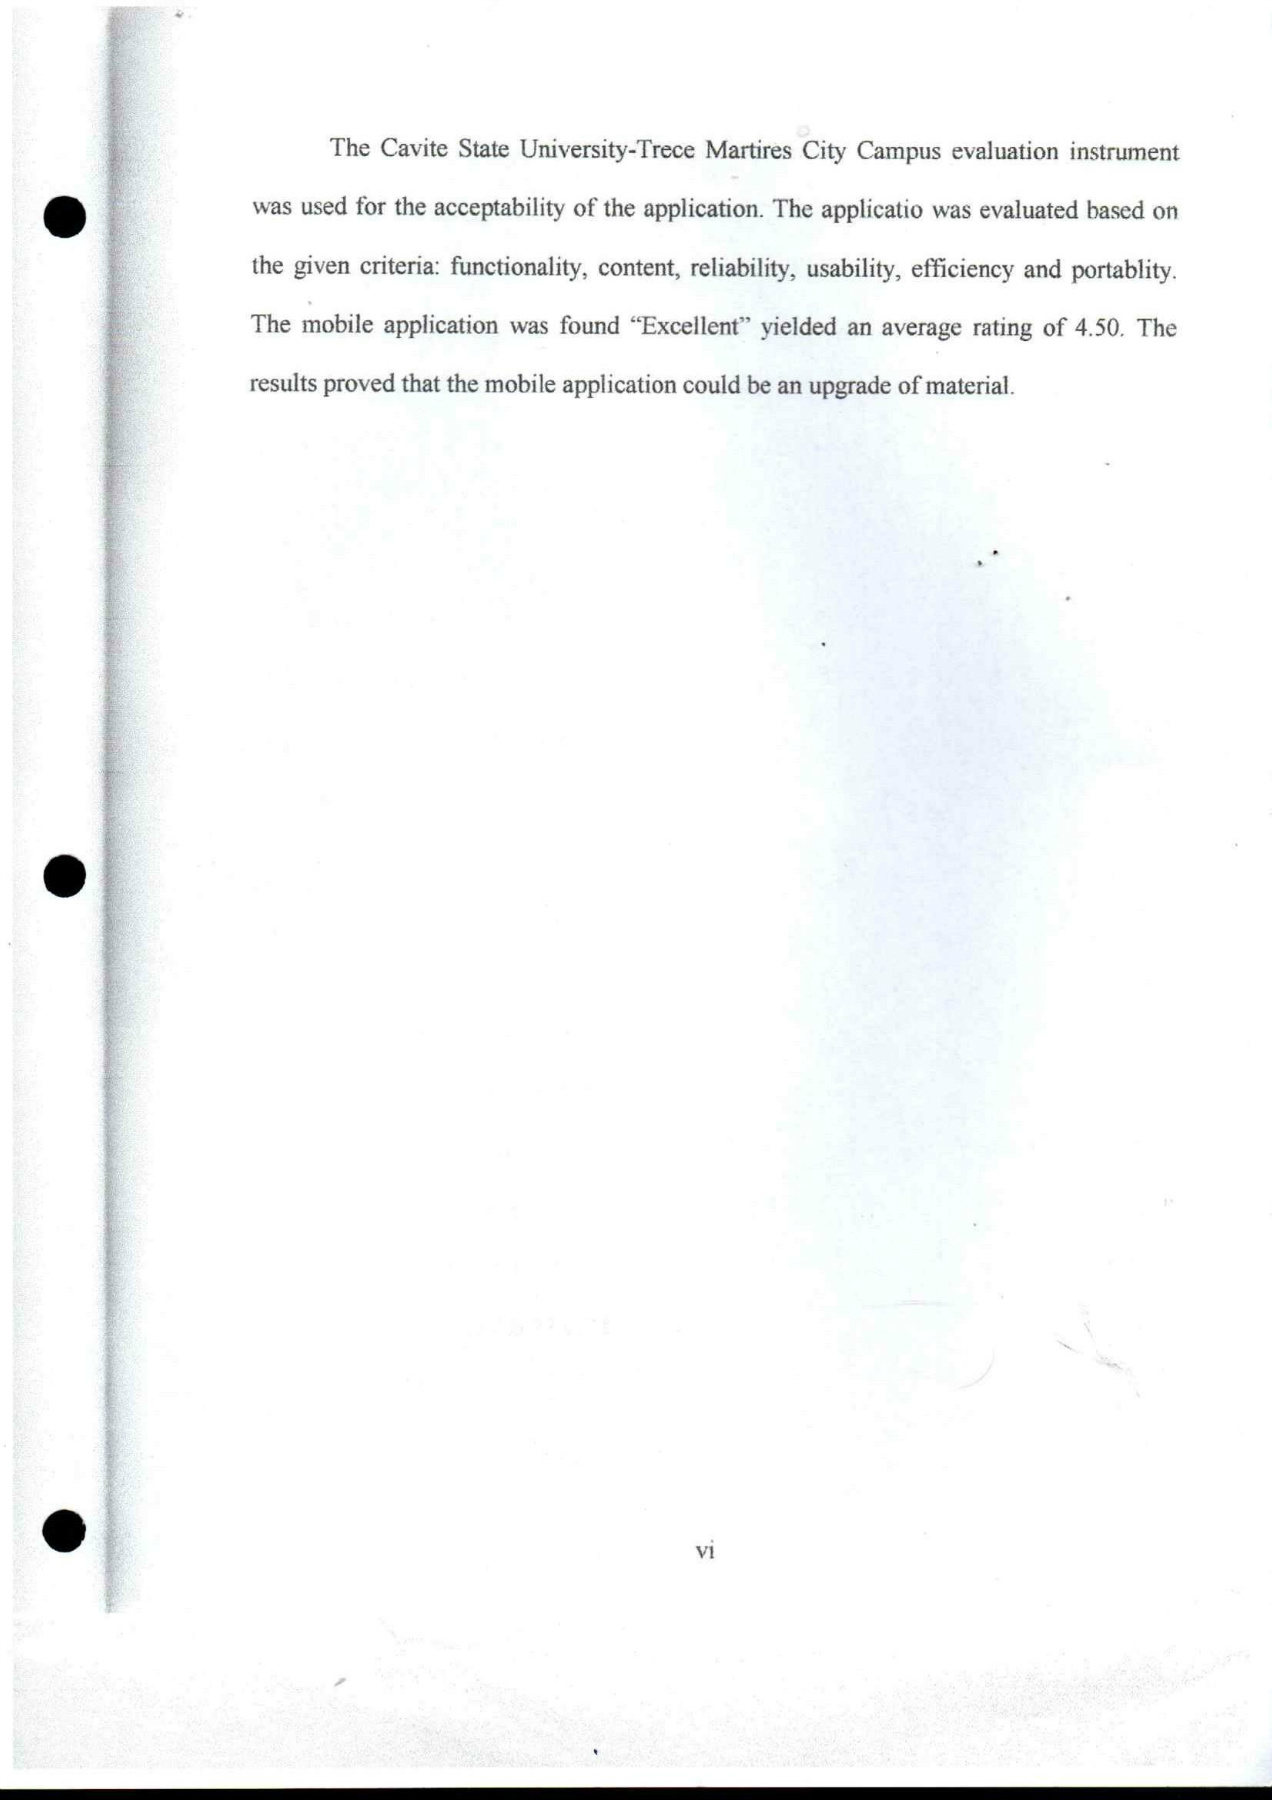 The Cavite State University-Trece Martires City Campus evaluation instrument
was used for the acceptability of the application. The applicatio was evaluated based on
the given criteria: functionality, content, reliability, usability, efficiency and portablity.
The mobile application was found “Excellent” yielded an average rating of 4.50. The
results proved that the mobile application could be an upgrade of material.
vi